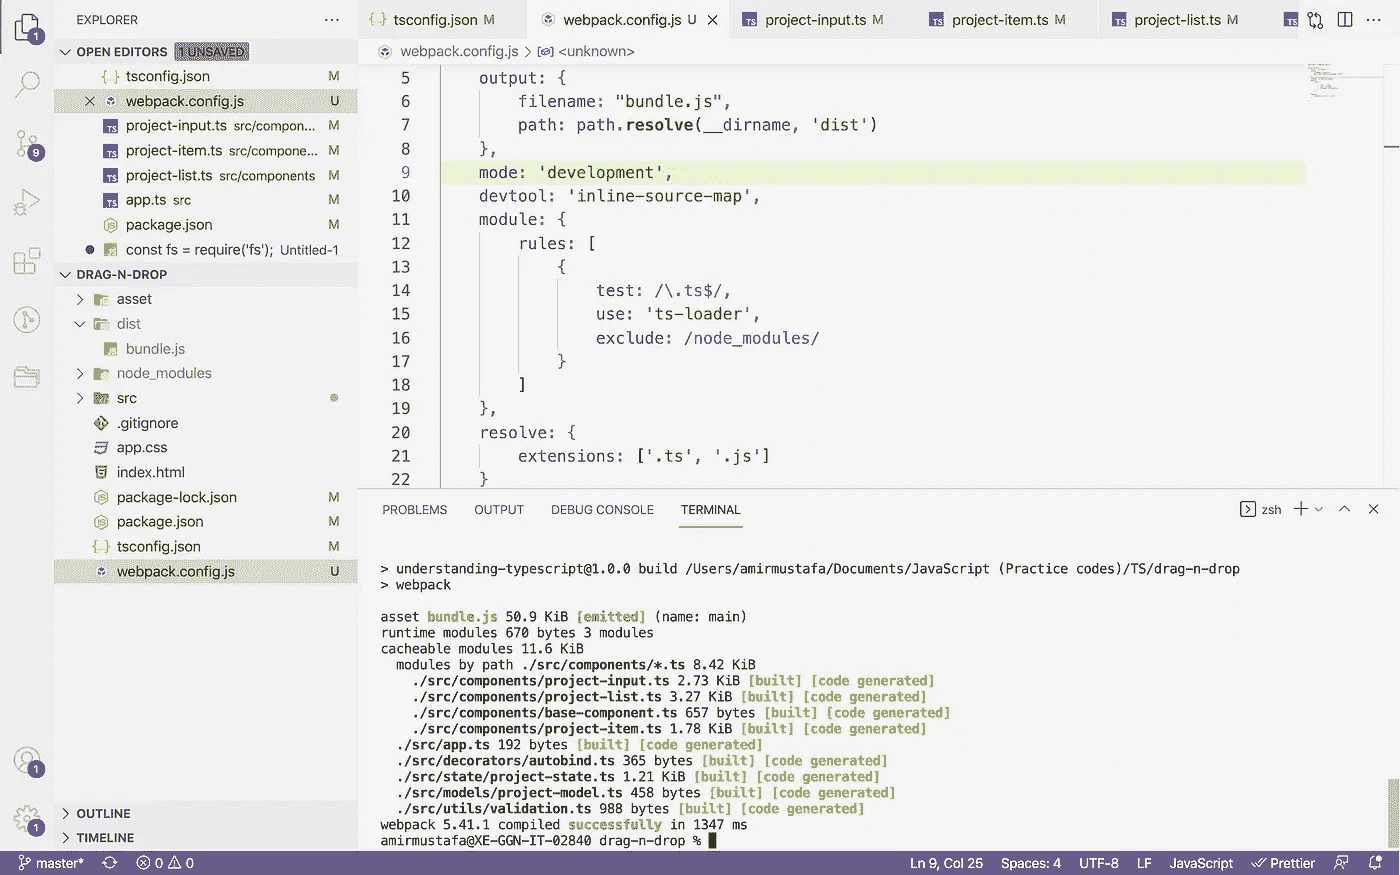 EXPLORER ···
OPEN EDITORS 1 UNSAVED
tsconfig.json M
webpack.config.js U
project-input.ts src/compon... M
project-item.ts src/compone... M
project-list.ts src/components M
app.ts src M
package.json M
const fs = require('fs'); Untitled-1
DRAG-N-DROP
asset
dist
bundle.js
node_modules
src
.gitignore
app.css
index.html
package-lock.json M
package.json M
tsconfig.json M
webpack.config.js U
OUTLINE
TIMELINE
1
9
1
1
tsconfig.json M webpack.config.js U project-input.ts M project-item.ts M project-list.ts M
webpack.config.js > <unknown>
5 output: {
6 filename: "bundle.js",
7 path: path.resolve(__dirname, 'dist')
8 },
9 mode: 'development',
10 devtool: 'inline-source-map',
11 module: {
12 rules: [
13 {
14 test: /\.ts$/,
15 use: 'ts-loader',
16 exclude: /node_modules/
17 }
18 ]
19 },
20 resolve: {
21 extensions: ['.ts', '.js']
22 }
PROBLEMS OUTPUT DEBUG CONSOLE TERMINAL zsh
> understanding-typescript@1.0.0 build /Users/amirmustafa/Documents/JavaScript (Practice codes)/TS/drag-n-drop
> webpack
asset bundle.js 50.9 KiB [emitted] (name: main)
runtime modules 670 bytes 3 modules
cacheable modules 11.6 KiB
modules by path ./src/components/*.ts 8.42 KiB
./src/components/project-input.ts 2.73 KiB [built] [code generated]
./src/components/project-list.ts 3.27 KiB [built] [code generated]
./src/components/base-component.ts 657 bytes [built] [code generated]
./src/components/project-item.ts 1.78 KiB [built] [code generated]
./src/app.ts 192 bytes [built] [code generated]
./src/decorators/autobind.ts 365 bytes [built] [code generated]
./src/state/project-state.ts 1.21 KiB [built] [code generated]
./src/models/project-model.ts 458 bytes [built] [code generated]
./src/utils/validation.ts 988 bytes [built] [code generated]
webpack 5.41.1 compiled successfully in 1347 ms
amirmustafa@XE-GGN-IT-02840 drag-n-drop %
master* 0 0 Ln 9, Col 25 Spaces: 4 UTF-8 LF JavaScript Prettier